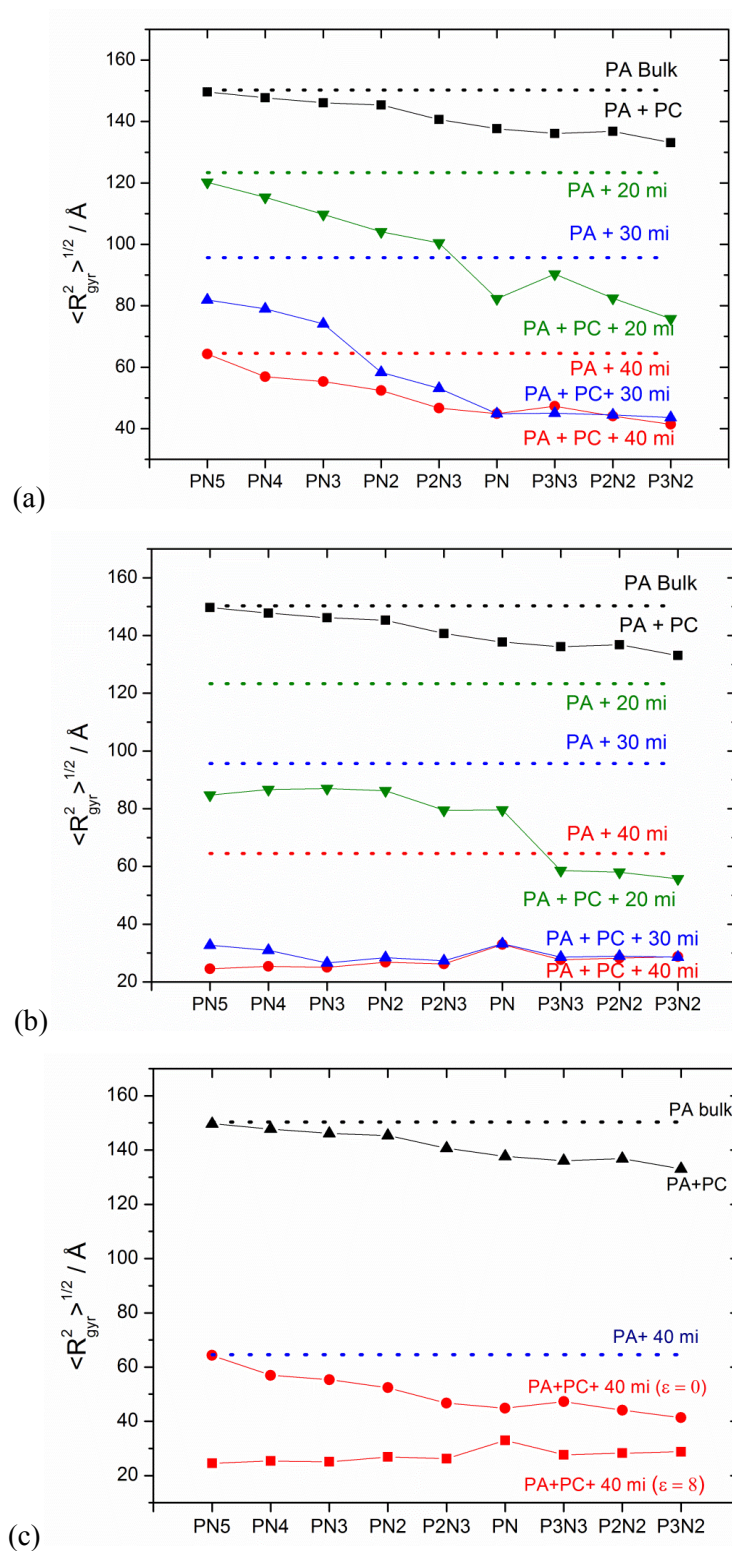 160
140
120
100
80
60
40
<R²gyr>^1/2 / Å
PA Bulk
PA + PC
PA + 20 mi
PA + 30 mi
PA + PC + 20 mi
PA + 40 mi
PA + PC+ 30 mi
PA + PC + 40 mi
PN5 PN4 PN3 PN2 P2N3 PN P3N3 P2N2 P3N2
(a)
160
140
120
100
80
60
40
20
<R²gyr>^1/2 / Å
PA Bulk
PA + PC
PA + 20 mi
PA + 30 mi
PA + 40 mi
PA + PC + 20 mi
PA + PC + 30 mi
PA + PC + 40 mi
PN5 PN4 PN3 PN2 P2N3 PN P3N3 P2N2 P3N2
(b)
160
140
120
100
80
60
40
20
<R²gyr>^1/2 / Å
PA bulk
PA+PC
PA+ 40 mi
PA+PC+ 40 mi (ε = 0)
PA+PC+ 40 mi (ε = 8)
PN5 PN4 PN3 PN2 P2N3 PN P3N3 P2N2 P3N2
(c)